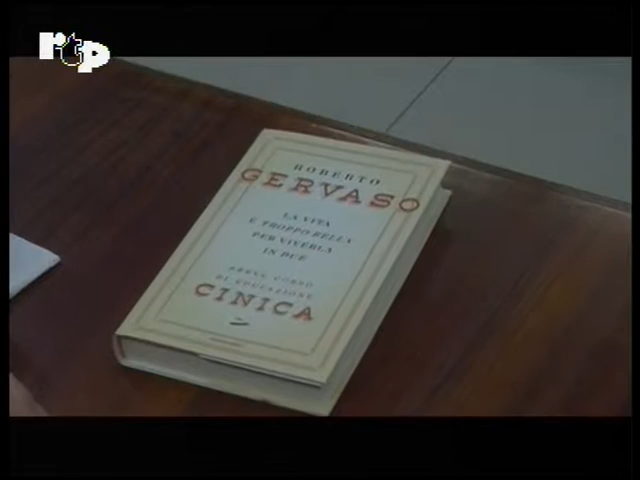 rtp
ROBERTO
GERVASO
LA VITA
È TROPPO BELLA
PER VIVERLA
IN DUE
BREVE CORSO
DI EDUCAZIONE
CINICA